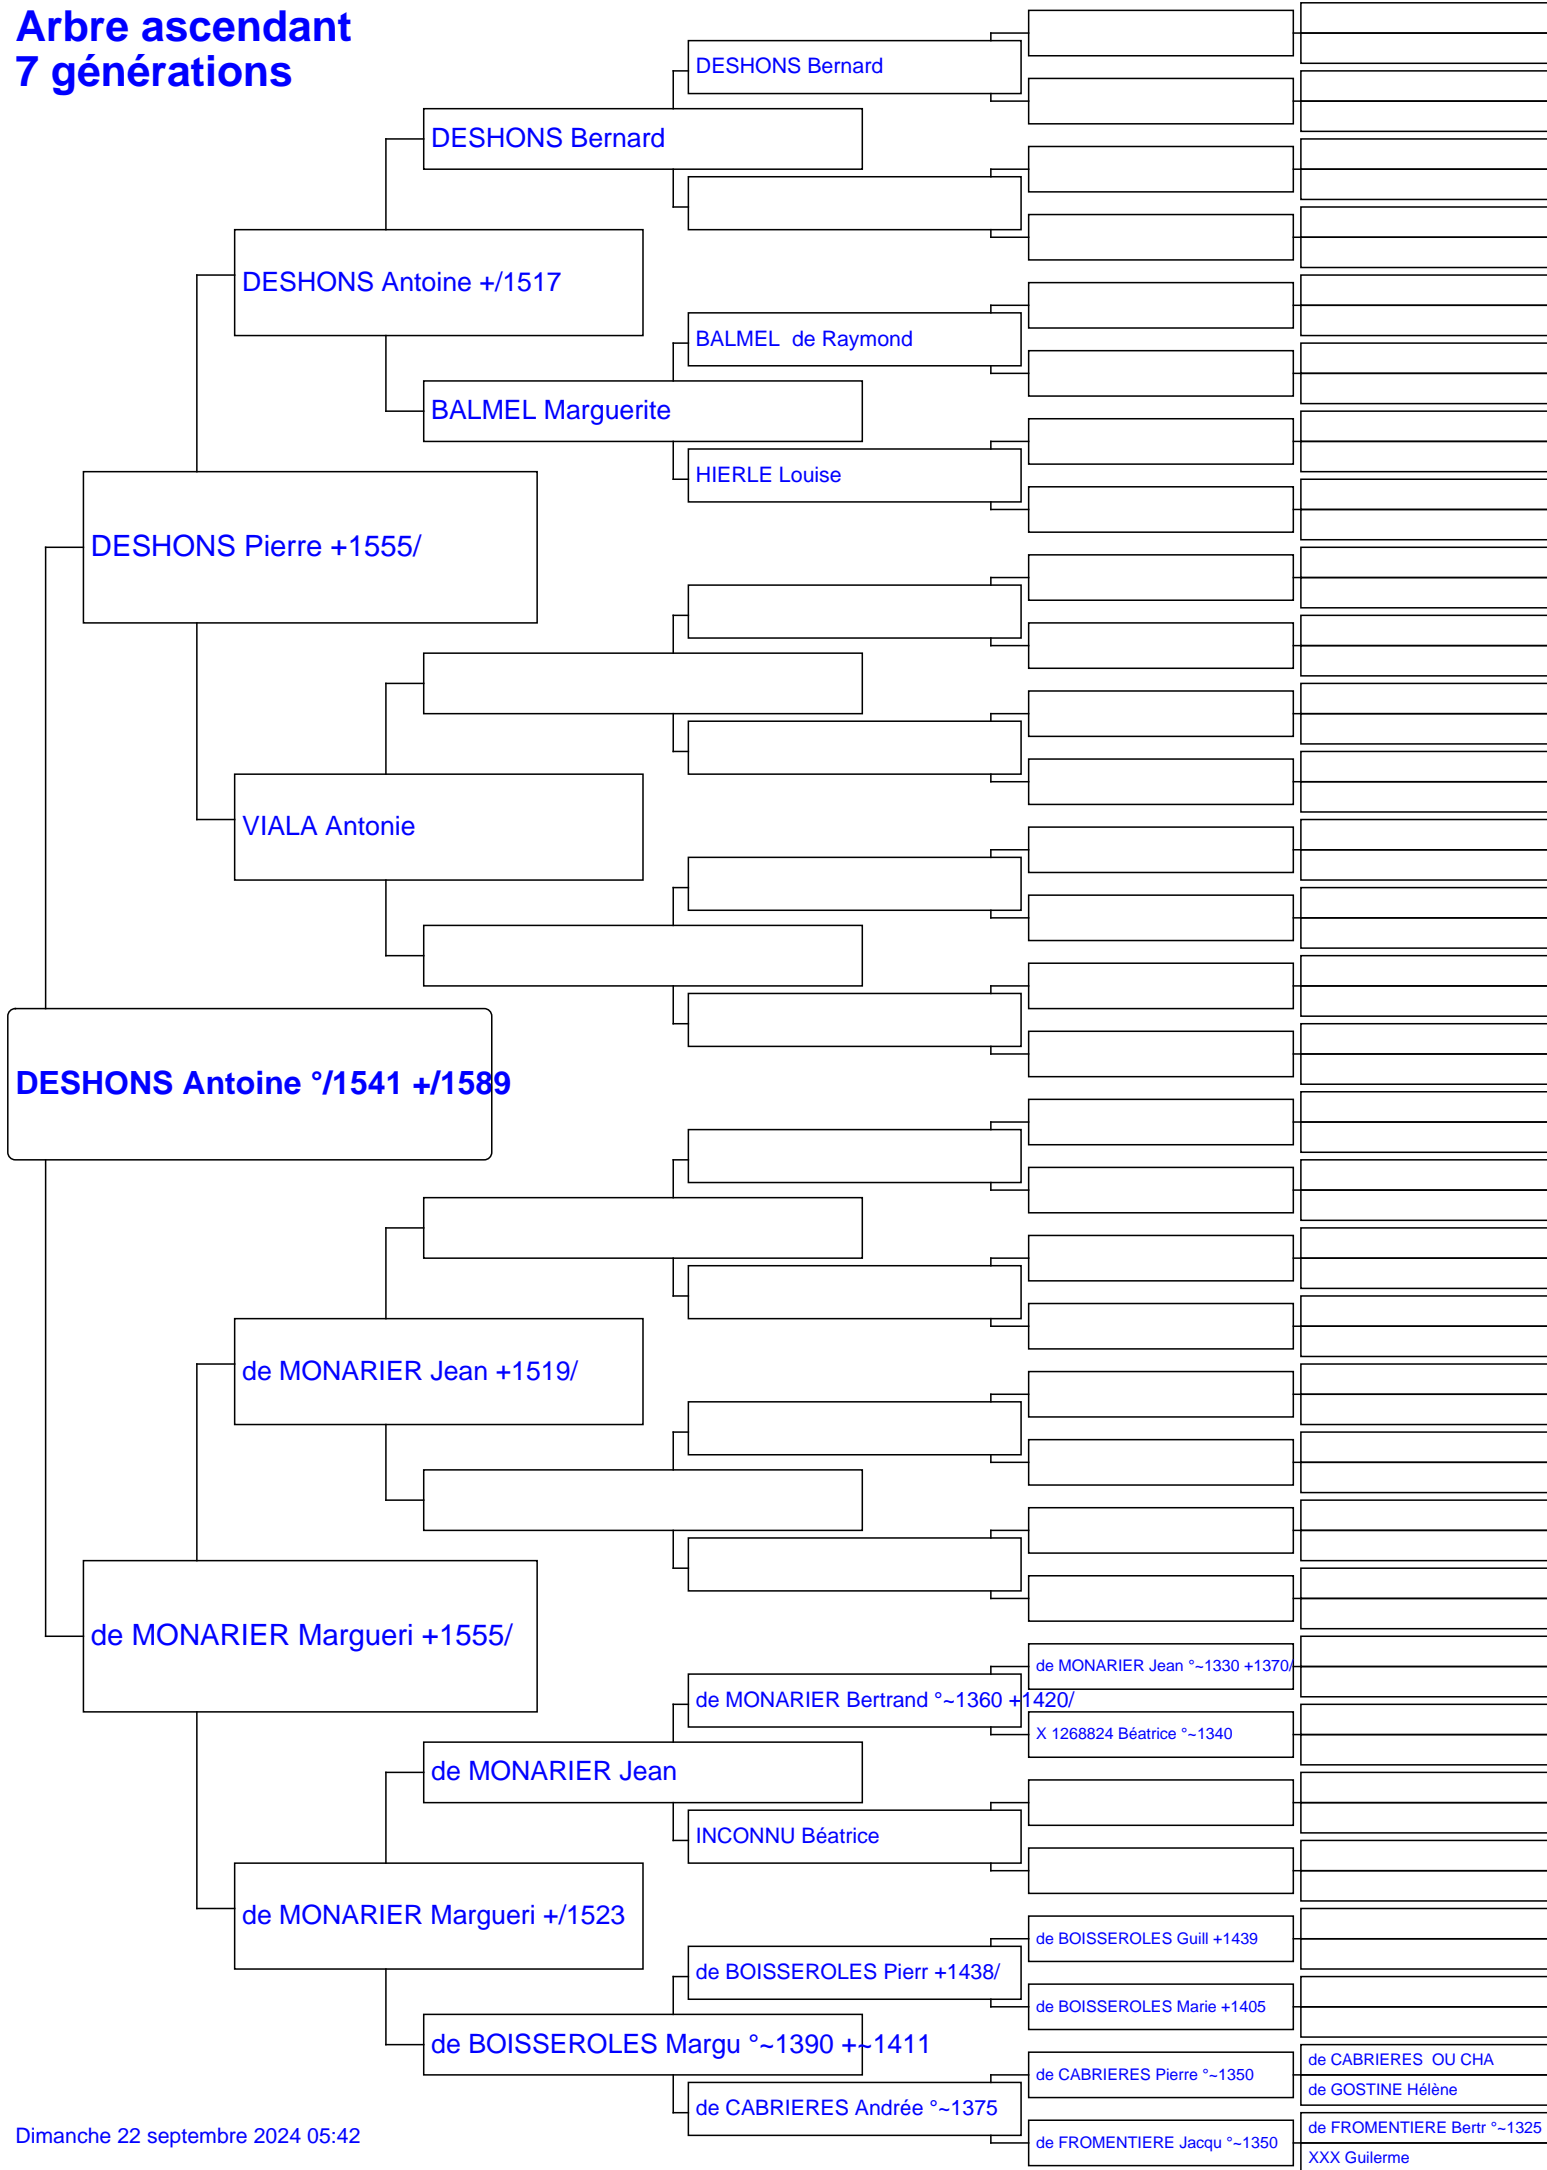 Arbre ascendant
7 générations
DESHONS Bernard
DESHONS Bernard
DESHONS Antoine +/1517
BALMEL  de Raymond
BALMEL Marguerite
HIERLE Louise
DESHONS Pierre +1555/
VIALA Antonie
DESHONS Antoine °/1541 +/1589
de MONARIER Jean +1519/
de MONARIER Margueri +1555/
de MONARIER Jean °~1330 +1370/
de MONARIER Bertrand °~1360 +1420/
X 1268824 Béatrice °~1340
de MONARIER Jean
INCONNU Béatrice
de MONARIER Margueri +/1523
de BOISSEROLES Guill +1439
de BOISSEROLES Pierr +1438/
de BOISSEROLES Marie +1405
de BOISSEROLES Margu °~1390 +~1411
de CABRIERES  OU CHA
de CABRIERES Pierre °~1350
de GOSTINE Hélène
de CABRIERES Andrée °~1375
de FROMENTIERE Bertr °~1325
de FROMENTIERE Jacqu °~1350
XXX Guilerme
Dimanche 22 septembre 2024 05:42